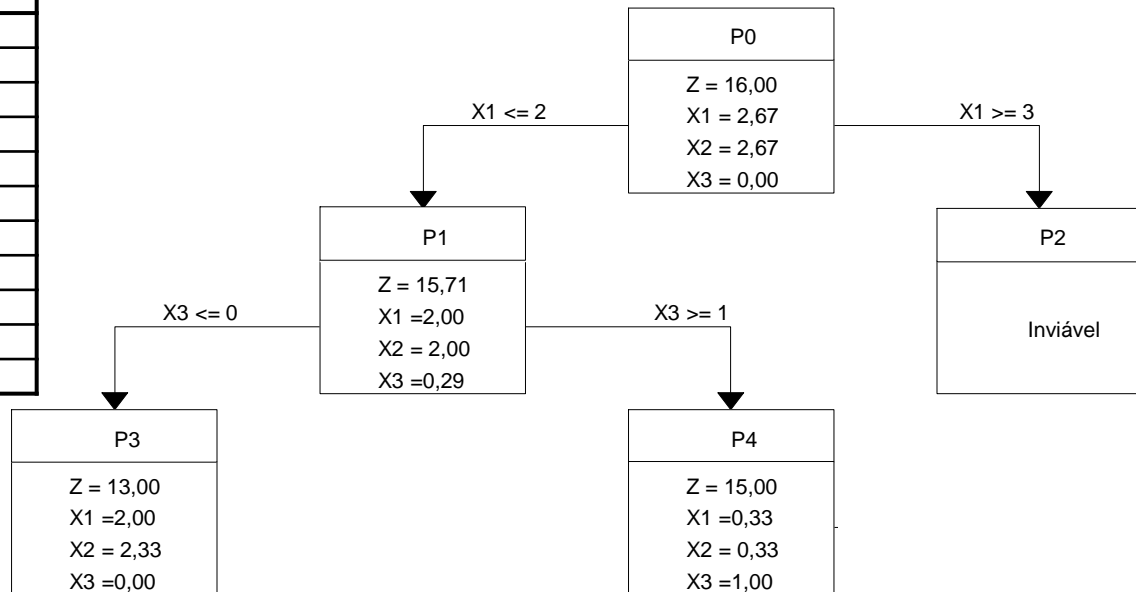 P0
Z = 16,00
X1 = 2,67
X2 = 2,67
X3 = 0,00
X1 <= 2
X1 >= 3
P1
Z = 15,71
X1 =2,00
X2 = 2,00
X3 =0,29
P2
Inviável
X3 <= 0
X3 >= 1
P3
Z = 13,00
X1 =2,00
X2 = 2,33
X3 =0,00
P4
Z = 15,00
X1 =0,33
X2 = 0,33
X3 =1,00